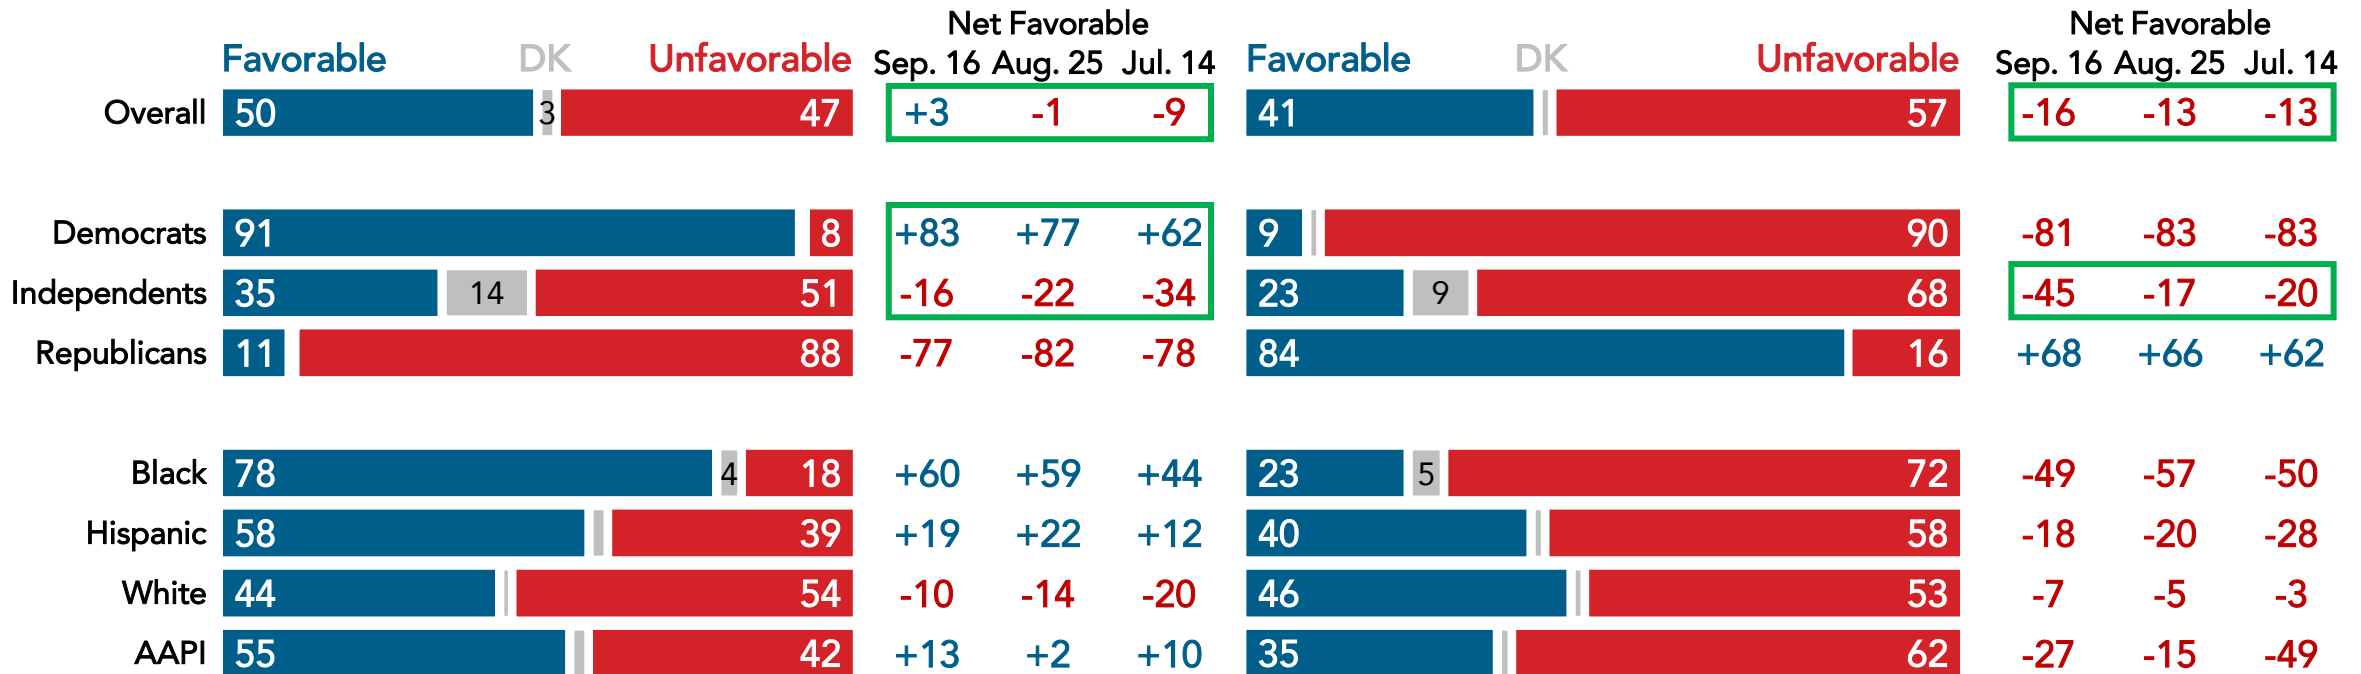 Net Favorable Net Favorable
Favorable DK Unfavorable Sep. 16 Aug. 25 Jul. 14 Favorable DK Unfavorable Sep. 16 Aug. 25 Jul. 14
Overall 50 3 47 +3 -1 -9 41 57 -16 -13 -13
Democrats 91 8 +83 +77 +62 9 90 -81 -83 -83
Independents 35 14 51 -16 -22 -34 23 9 68 -45 -17 -20
Republicans 11 88 -77 -82 -78 84 16 +68 +66 +62
Black 78 4 18 +60 +59 +44 23 5 72 -49 -57 -50
Hispanic 58 39 +19 +22 +12 40 58 -18 -20 -28
White 44 54 -10 -14 -20 46 53 -7 -5 -3
AAPI 55 42 +13 +2 +10 35 62 -27 -15 -49